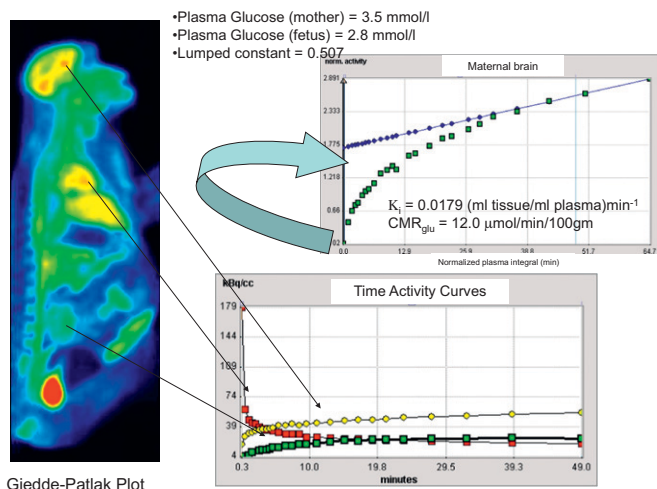 •Plasma Glucose (mother) = 3.5 mmol/l
•Plasma Glucose (fetus) = 2.8 mmol/l
•Lumped constant = 0.507
norm. activity
Maternal brain
2.891
2.333
1.775
1.218
0.66
02
0.0 12.9 25.9 38.8 51.7 64.7
Ki = 0.0179 (ml tissue/ml plasma)min-1
CMRglu = 12.0 μmol/min/100gm
Normalized plasma integral (min)
kBq/cc
Time Activity Curves
179
144
109
74
39
4
0.3 10.0 19.8 29.5 39.3 49.0
minutes
Giedde-Patlak Plot